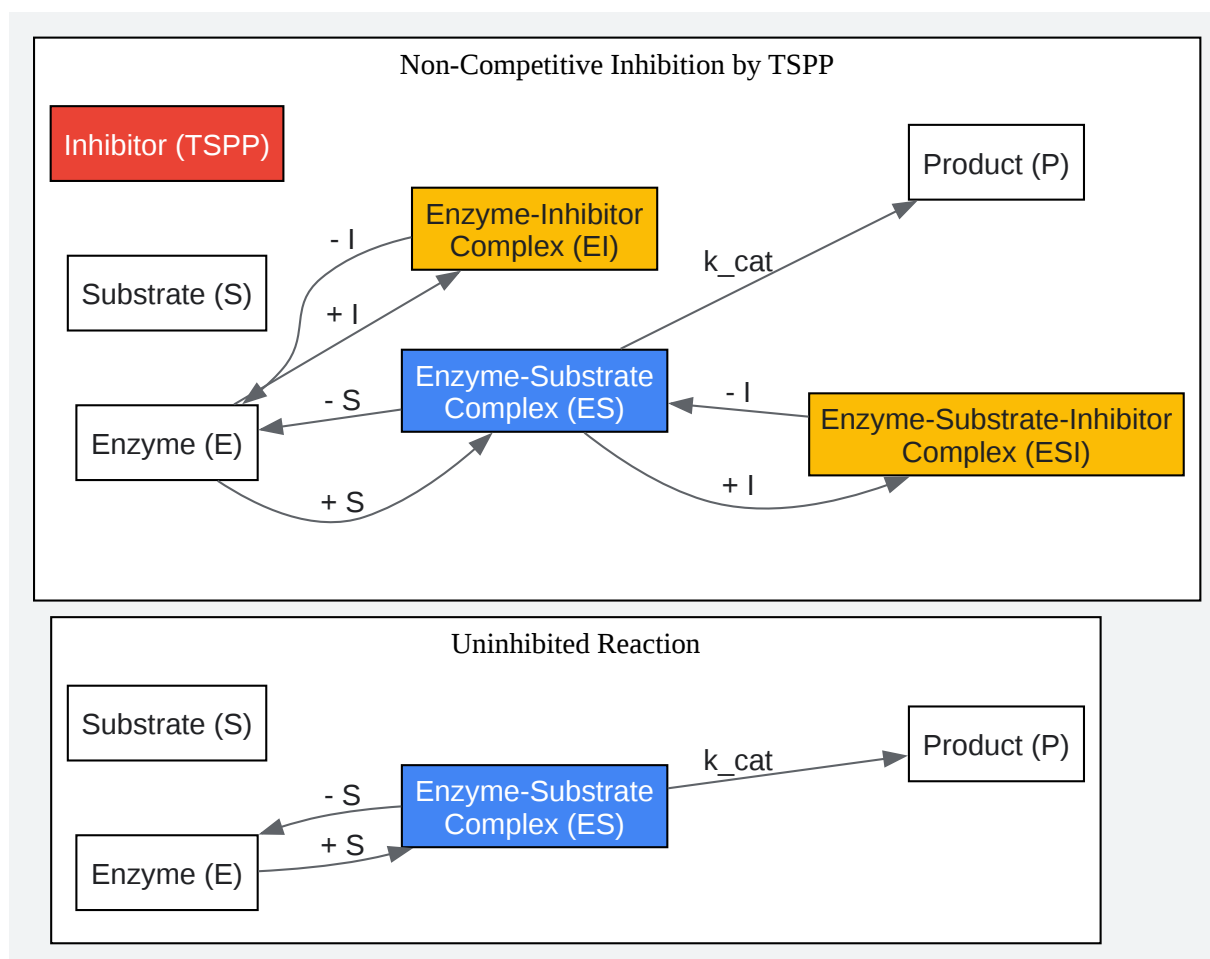 Non-Competitive Inhibition by TSPP
Inhibitor (TSPP)
Product (P)
Enzyme-Inhibitor
Complex (EI)
- I
k_cat
Substrate (S)
+ I
Enzyme-Substrate
Complex (ES)
- S
- I
Enzyme-Substrate-Inhibitor
Complex (ESI)
Enzyme (E)
+ S
+ I
Uninhibited Reaction
Substrate (S)
Product (P)
k_cat
Enzyme-Substrate
Complex (ES)
- S
+ S
Enzyme (E)